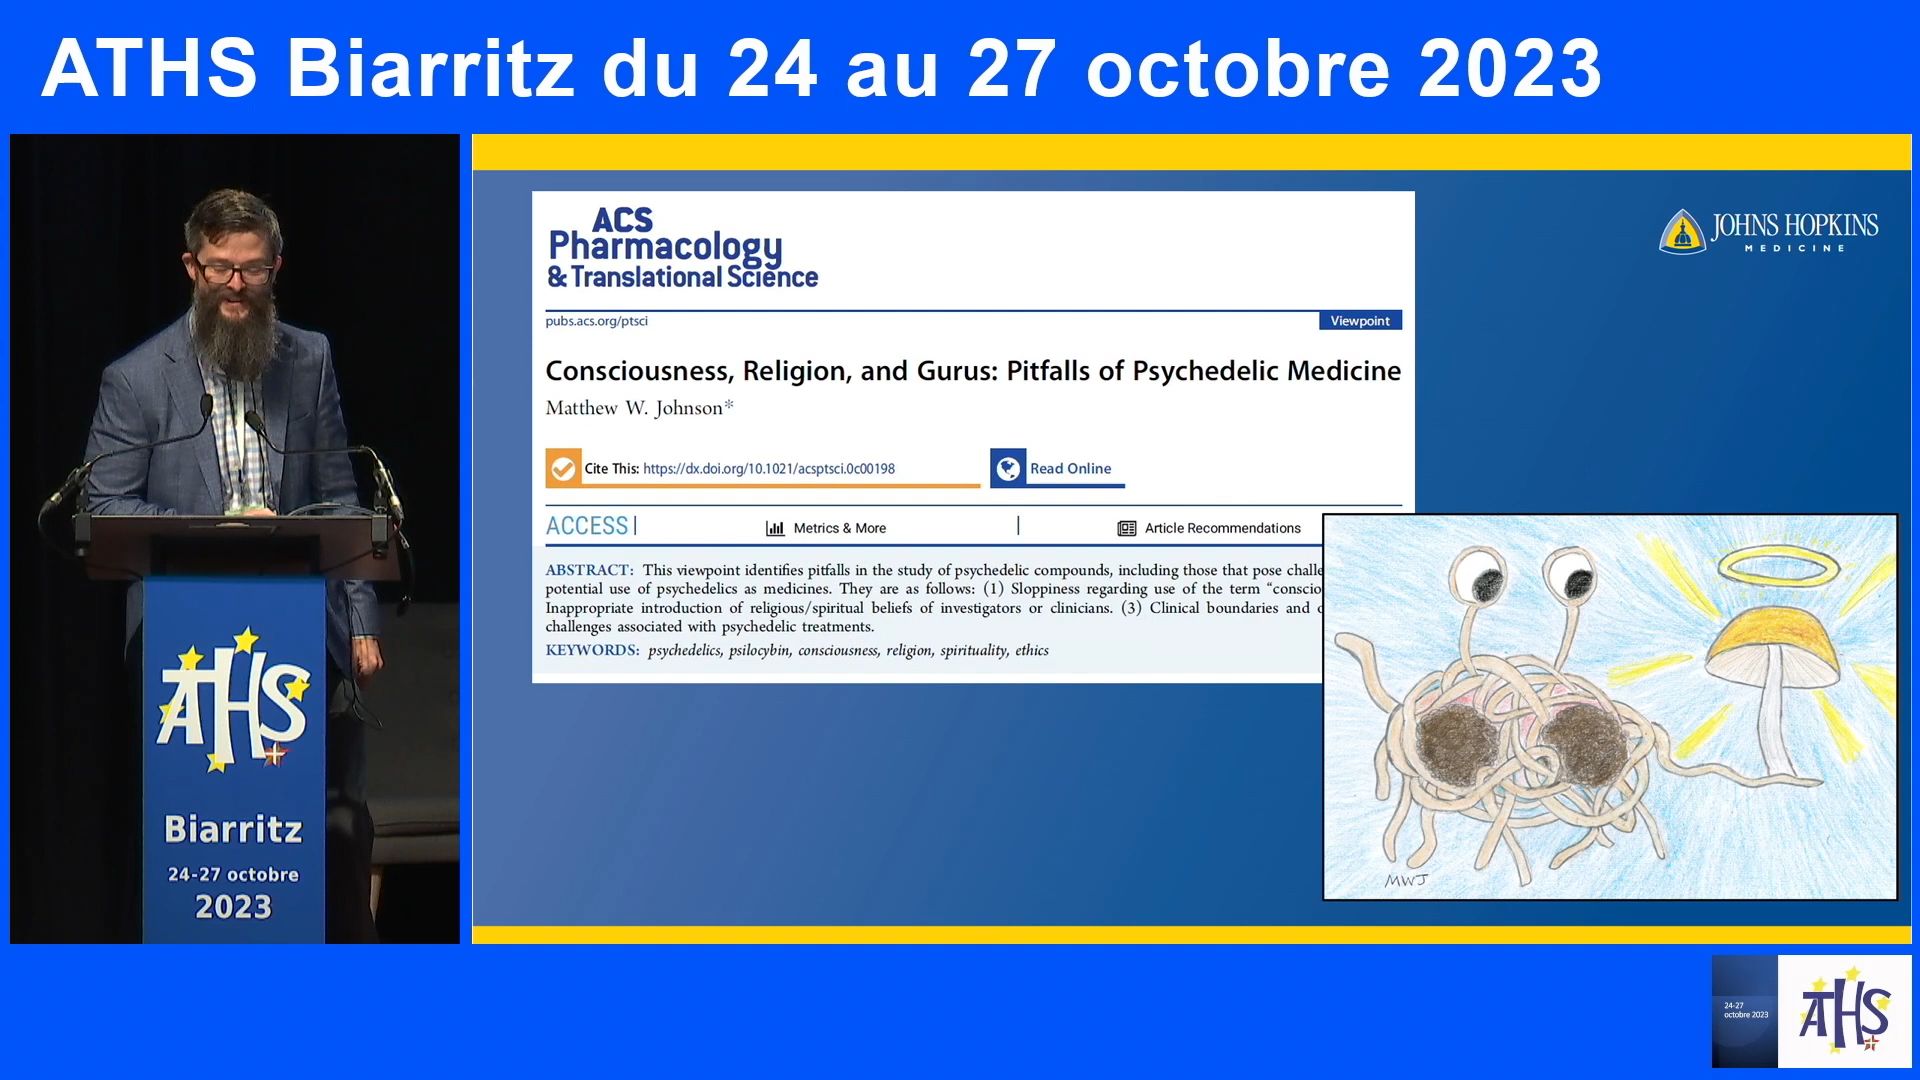 ATHS Biarritz du 24 au 27 octobre 2023
ACS
Pharmacology
& Translational Science
JOHNS HOPKINS
MEDICINE
pubs.acs.org/ptsci
Viewpoint
Consciousness, Religion, and Gurus: Pitfalls of Psychedelic Medicine
Matthew W. Johnson*
Cite This: https://dx.doi.org/10.1021/acsptsci.0c00198
Read Online
ACCESS
Metrics & More
Article Recommendations
ABSTRACT: This viewpoint identifies pitfalls in the study of psychedelic compounds, including those that pose challe
potential use of psychedelics as medicines. They are as follows: (1) Sloppiness regarding use of the term “conscio
Inappropriate introduction of religious/spiritual beliefs of investigators or clinicians. (3) Clinical boundaries and
challenges associated with psychedelic treatments.
KEYWORDS: psychedelics, psilocybin, consciousness, religion, spirituality, ethics
MWJ
ATHS
Biarritz
24-27 octobre
2023
24-27
octobre 2023
ATHS